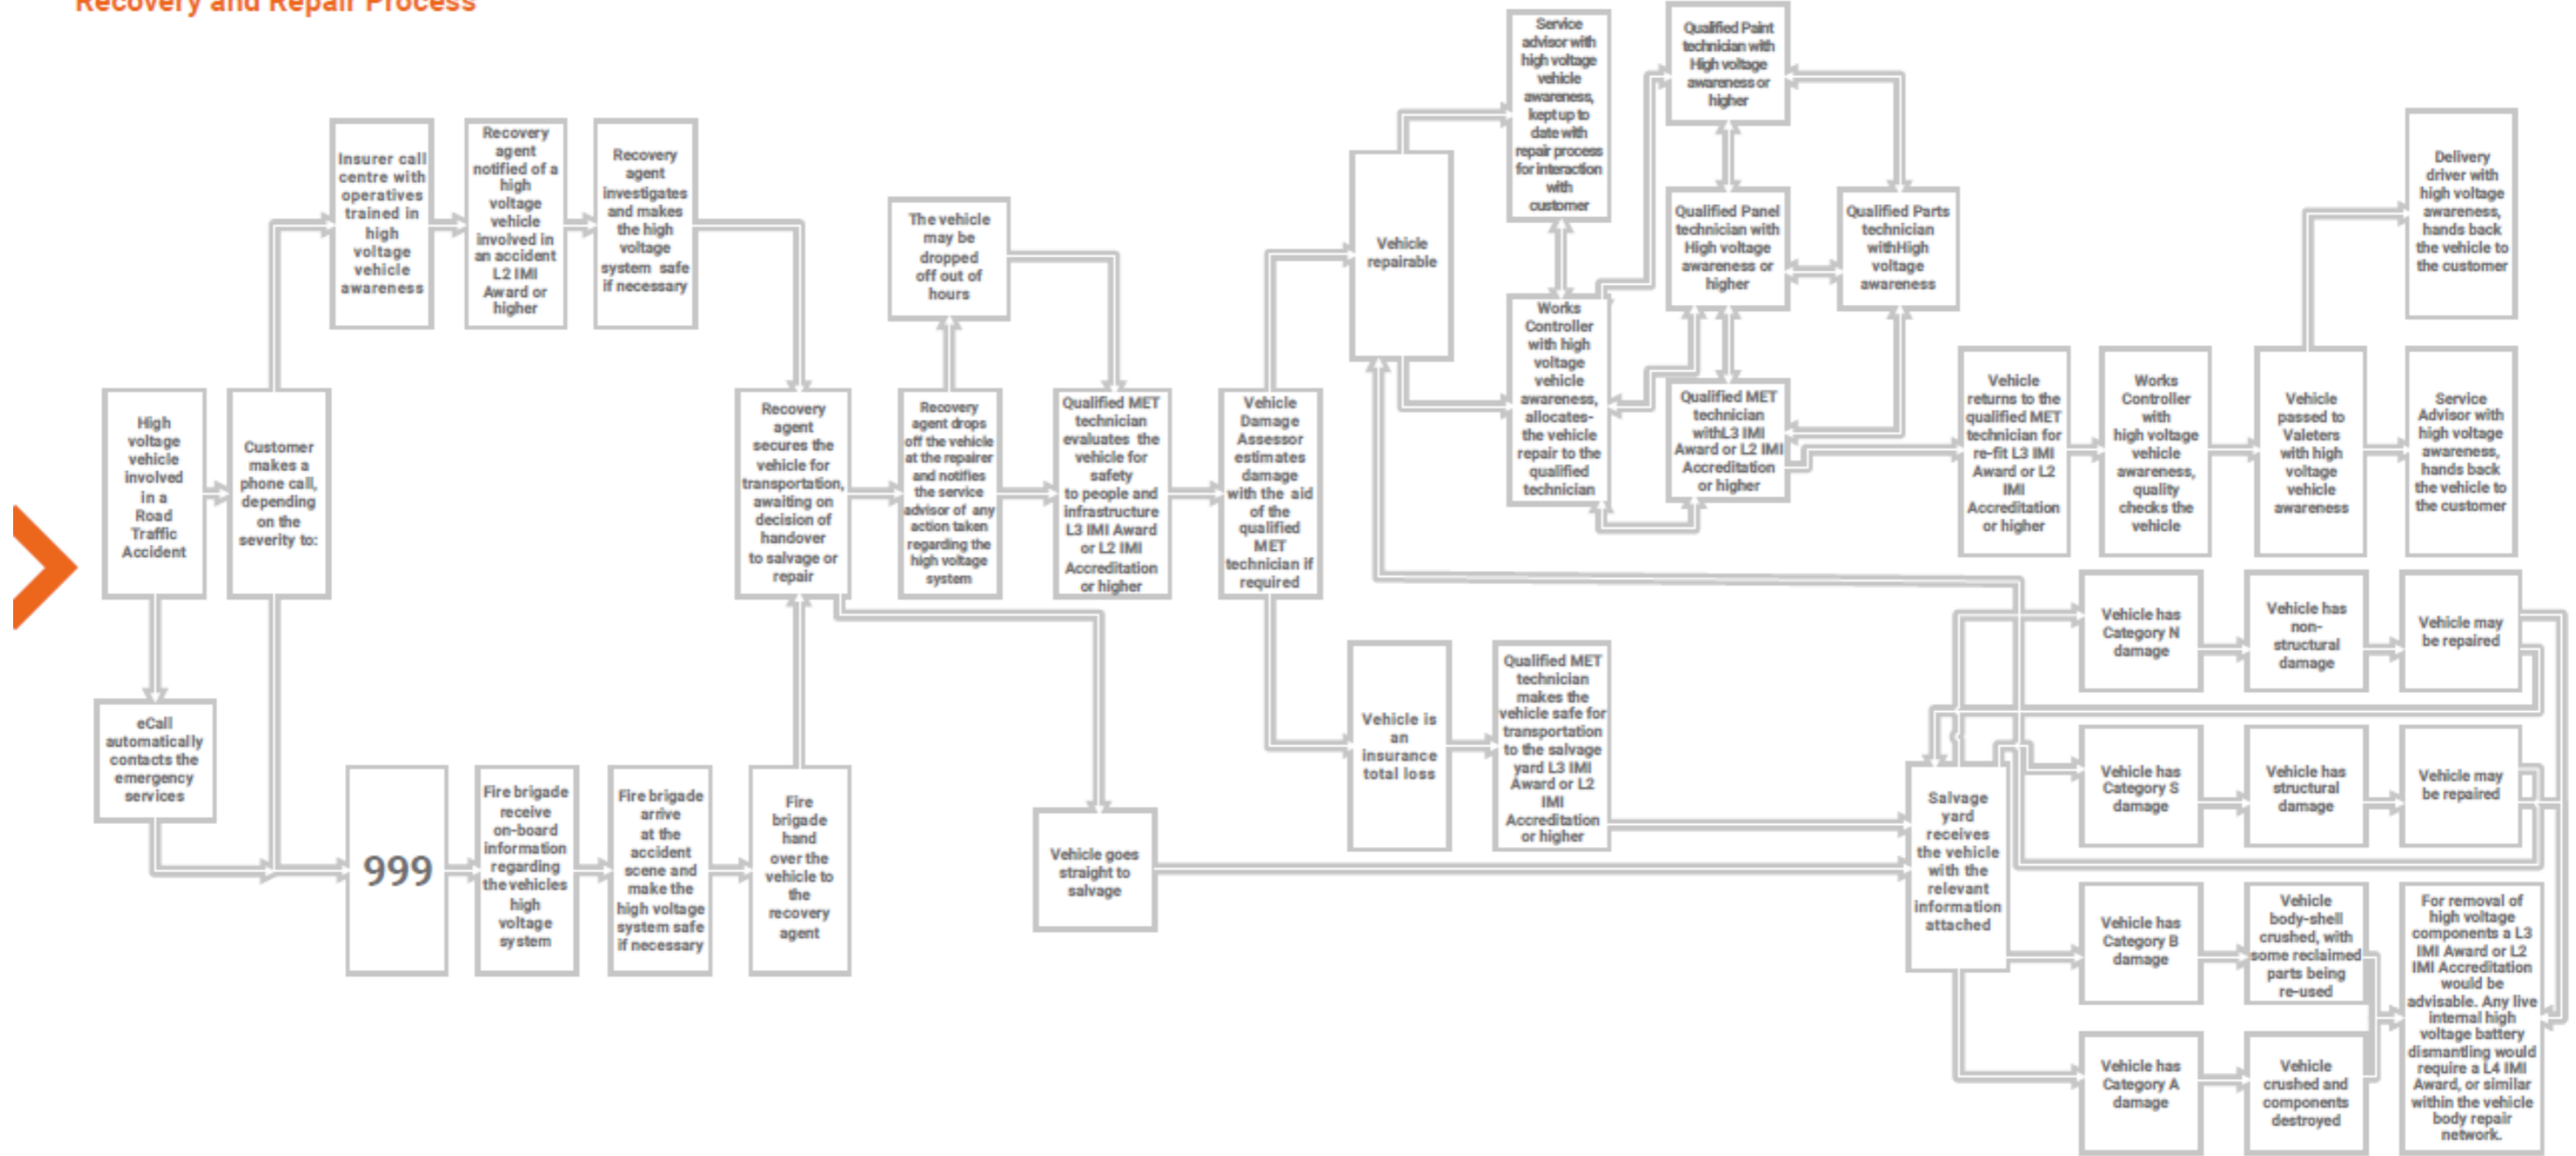 Recovery and Repair Process
High
voltage
vehicle
involved
in a
Road
Traffic
Accident
Customer
makes a
phone call,
depending
on the
severity to:
eCall
automatically
contacts the
emergency
services
Insurer call
centre with
operatives
trained in
high
voltage
vehicle
awareness
Recovery
agent
notified of a
high
voltage
vehicle
involved in
an accident
L2 IMI
Award or
higher
Recovery
agent
investigates
and makes
the high
voltage
system safe
if necessary
999
Fire brigade
receive
on-board
information
regarding
the vehicles
high
voltage
system
Fire brigade
arrive
at the
accident
scene and
make the
high voltage
system safe
if necessary
Fire
brigade
hand
over the
vehicle to
the
recovery
agent
Recovery
agent
secures the
vehicle for
transportation,
awaiting on
decision of
handover
to salvage or
repair
The vehicle
may be
dropped
off out of
hours
Recovery
agent drops
off the vehicle
at the repairer
and notifies
the service
advisor of any
action taken
regarding the
high voltage
system
Qualified MET
technician
evaluates the
vehicle for
safety
to people and
infrastructure
L3 IMI Award
or L2 IMI
Accreditation
or higher
Vehicle goes
straight to
salvage
Vehicle
Damage
Assessor
estimates
damage
with the aid
of the
qualified
MET
technician if
required
Vehicle
repairable
Vehicle is
an
insurance
total loss
Qualified MET
technician
makes the
vehicle safe for
transportation
to the salvage
yard L3 IMI
Award or L2
IMI
Accreditation
or higher
Service
advisor with
high voltage
vehicle
awareness,
kept up to
date with
repair process
for interaction
with
customer
Works
Controller
with high
voltage
vehicle
awareness,
allocates-
the vehicle
repair to the
qualified
technician
Qualified Paint
technician with
High voltage
awareness or
higher
Qualified Panel
technician with
High voltage
awareness or
higher
Qualified MET
technician
withL3 IMI
Award or L2 IMI
Accreditation
or higher
Qualified Parts
technician
withHigh
voltage
awareness
Vehicle
returns to the
qualified MET
technician for
re-fit L3 IMI
Award or L2
IMI
Accreditation
or higher
Works
Controller
with
high voltage
vehicle
awareness,
quality
checks the
vehicle
Vehicle
passed to
Valeters
with high
voltage
vehicle
awareness
Delivery
driver with
high voltage
awareness,
hands back
the vehicle to
the customer
Service
Advisor with
high voltage
awareness,
hands back
the vehicle to
the customer
Salvage
yard
receives
the vehicle
with the
relevant
information
attached
Vehicle has
Category N
damage
Vehicle has
non-
structural
damage
Vehicle may
be repaired
Vehicle has
Category S
damage
Vehicle has
structural
damage
Vehicle may
be repaired
Vehicle has
Category B
damage
Vehicle
body-shell
crushed, with
some reclaimed
parts being
re-used
Vehicle has
Category A
damage
Vehicle
crushed and
components
destroyed
For removal of
high voltage
components a L3
IMI Award or L2
IMI Accreditation
would be
advisable. Any live
internal high
voltage battery
dismantling would
require a L4 IMI
Award, or similar
within the vehicle
body repair
network.